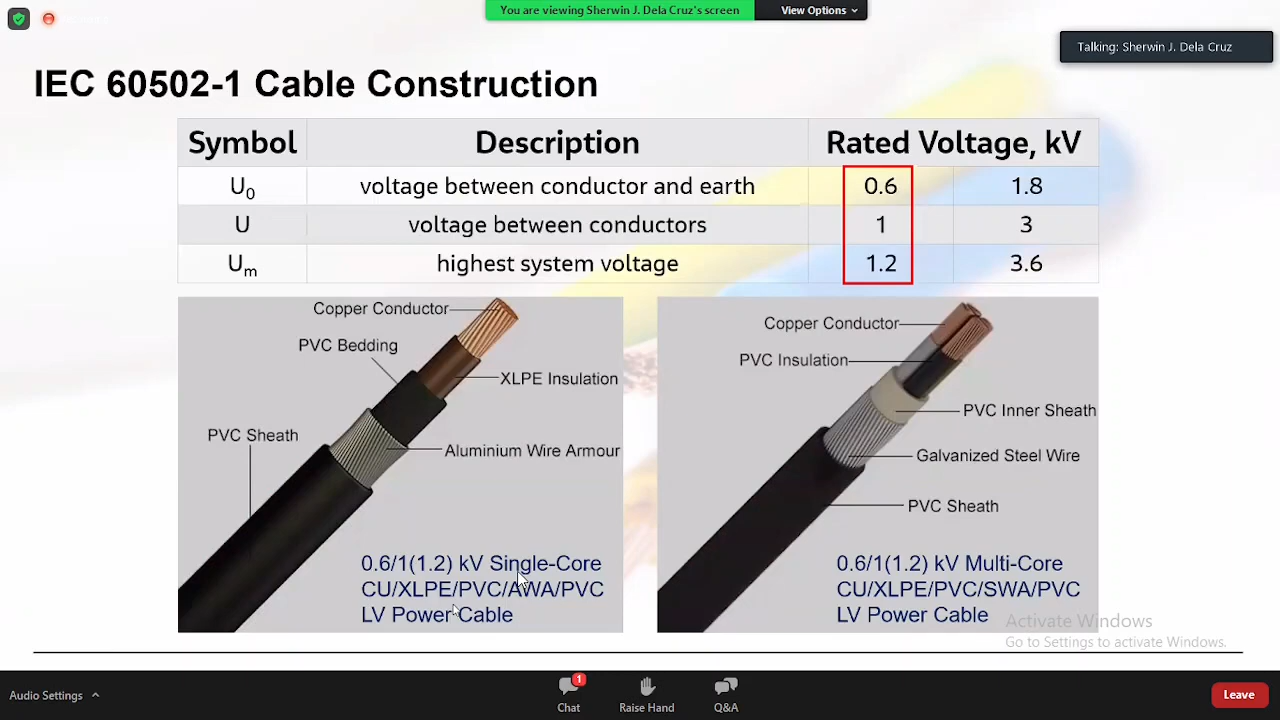 You are viewing Sherwin J. Dela Cruz's screen
View Options
Talking: Sherwin J. Dela Cruz
IEC 60502-1 Cable Construction
Symbol Description Rated Voltage, kV
U0 voltage between conductor and earth 0.6 1.8
U voltage between conductors 1 3
Um highest system voltage 1.2 3.6
Copper Conductor
PVC Bedding
XLPE Insulation
PVC Sheath
Aluminium Wire Armour
0.6/1(1.2) kV Single-Core
CU/XLPE/PVC/AWA/PVC
LV Power Cable
Copper Conductor
PVC Insulation
PVC Inner Sheath
Galvanized Steel Wire
PVC Sheath
0.6/1(1.2) kV Multi-Core
CU/XLPE/PVC/SWA/PVC
LV Power Cable
Activate Windows
Go to Settings to activate Windows.
Audio Settings
1
Chat
Raise Hand
Q&A
Leave